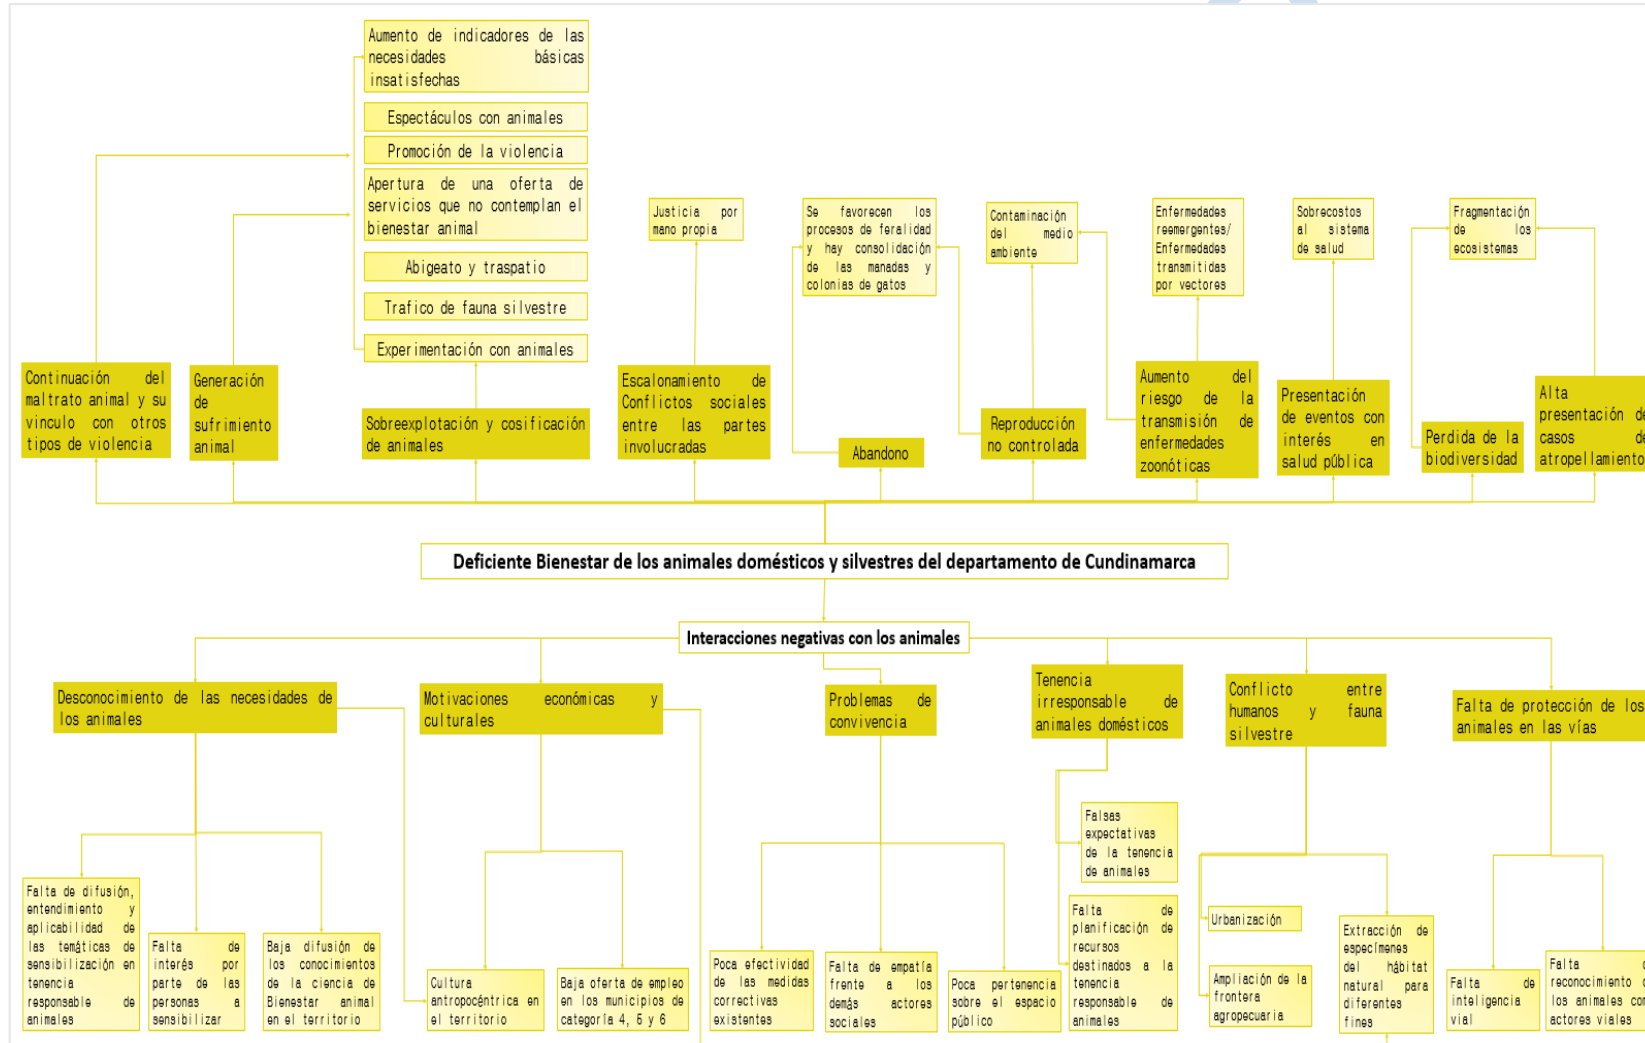 Aumento de indicadores de las
necesidades básicas
insatisfechas
Espectáculos con animales
Promoción de la violencia
Apertura de una oferta de
servicios que no contemplan el
bienestar animal
Abigeato y traspatio
Trafico de fauna silvestre
Experimentación con animales
Justicia por
mano propia
Se favorecen los
procesos de feralidad
y hay consolidación
de las manadas y
colonias de gatos
Contaminación
del medio
ambiente
Enfermedades
reemergentes/
Enfermedades
transmitidas
por vectores
Sobrecostos
al sistema
de salud
Fragmentación
de los
ecosistemas
Continuación del
maltrato animal y su
vinculo con otros
tipos de violencia
Generación
de
sufrimiento
animal
Sobreexplotación y cosificación
de animales
Escalonamiento de
Conflictos sociales
entre las partes
involucradas
Abandono
Reproducción
no controlada
Aumento del
riesgo de la
transmisión de
enfermedades
zoonóticas
Presentación
de eventos con
interés en
salud pública
Perdida de la
biodiversidad
Alta
presentación de
casos de
atropellamiento
Deficiente Bienestar de los animales domésticos y silvestres del departamento de Cundinamarca
Interacciones negativas con los animales
Desconocimiento de las necesidades de
los animales
Motivaciones económicas y
culturales
Problemas de
convivencia
Tenencia
irresponsable de
animales domésticos
Conflicto entre
humanos y fauna
silvestre
Falta de protección de los
animales en las vías
Falta de difusión,
entendimiento y
aplicabilidad de
las temáticas de
sensibilización en
tenencia
responsable de
animales
Falta de
interés por
parte de las
personas a
sensibilizar
Baja difusión de
los conocimientos
de la ciencia de
Bienestar animal
en el territorio
Cultura
antropocéntrica en
el territorio
Baja oferta de empleo
en los municipios de
categoría 4, 5 y 6
Poca efectividad
de las medidas
correctivas
existentes
Falta de empatía
frente a los
demás actores
sociales
Poca pertenencia
sobre el espacio
público
Falsas
expectativas
de la tenencia
de animales
Falta de
planificación de
recursos
destinados a la
tenencia
responsable de
animales
Urbanización
Ampliación de la
frontera
agropecuaria
Extracción de
especímenes
del hábitat
natural para
diferentes
fines
Falta de
inteligencia
vial
Falta
reconocimiento
los animales como
actores viales